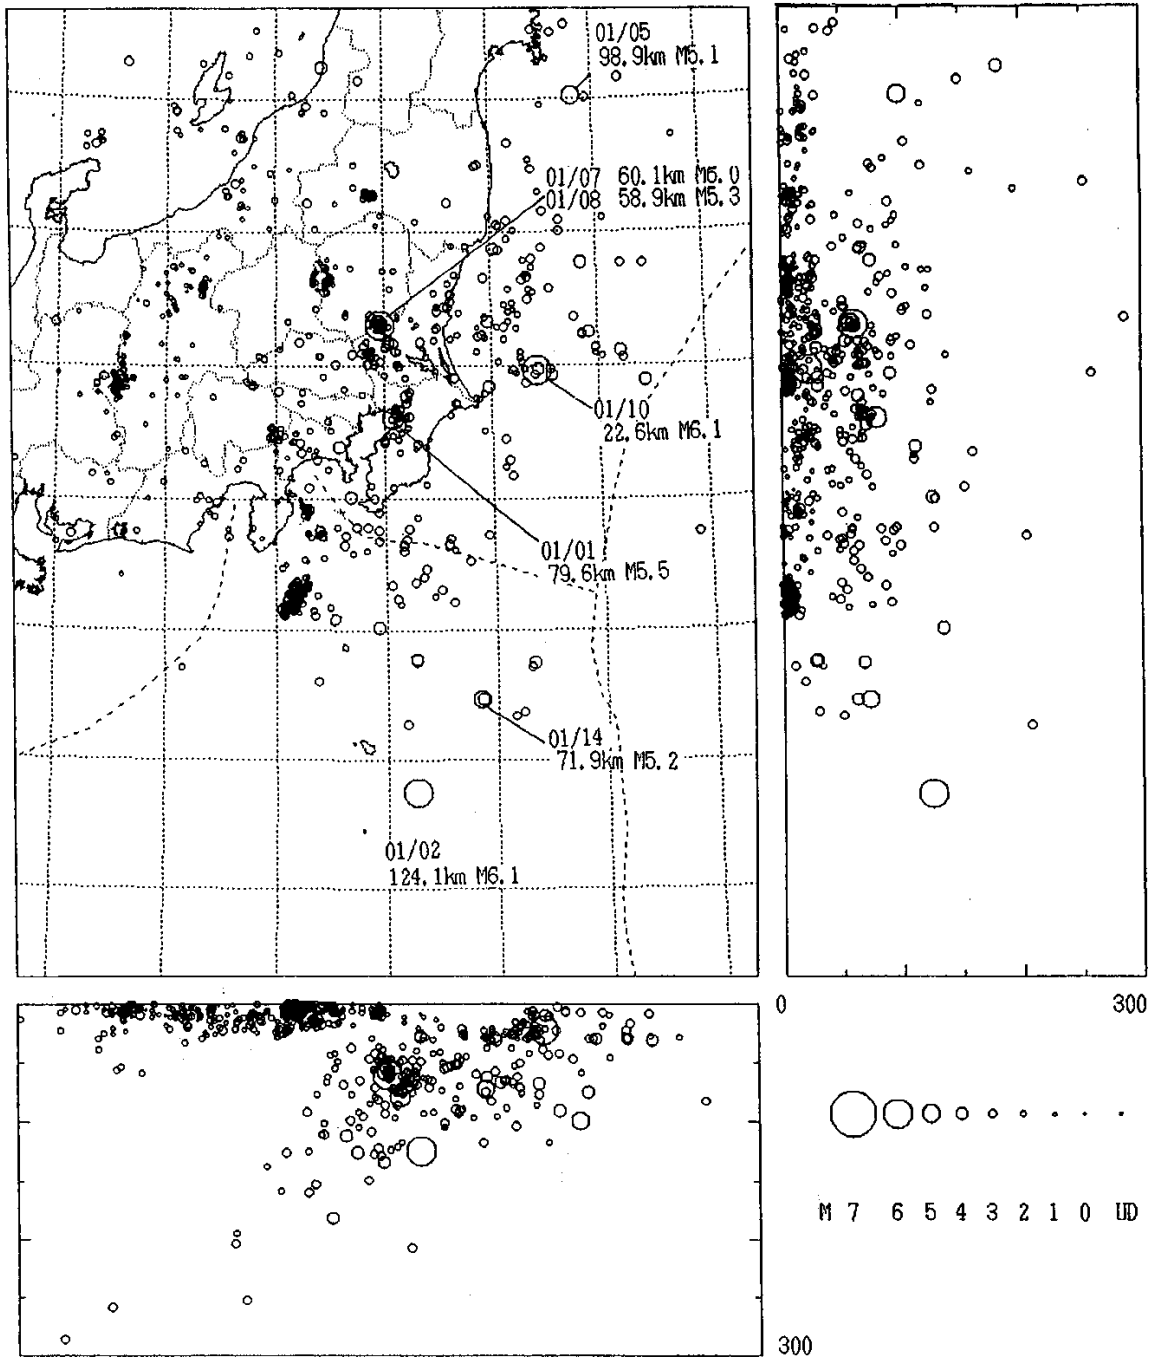 01/05
98.9km M5.1
01/07 60.1km M6.0
01/08 58.9km M5.3
01/10
22.6km M6.1
01/01
79.6km M5.5
01/14
71.9km M5.2
01/02
124.1km M6.1
0 300
300
M 7 6 5 4 3 2 1 0 UD